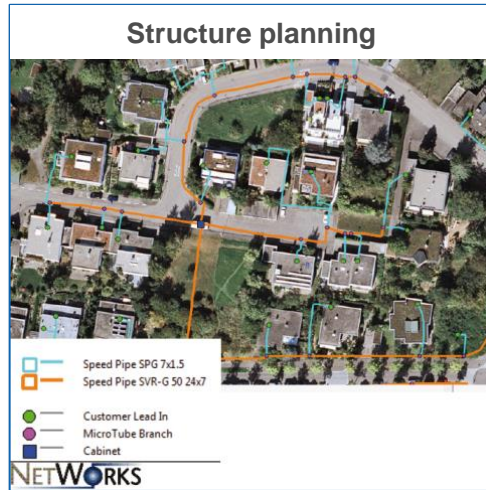 Structure planning
Speed Pipe SPG 7x1.5
Speed Pipe SVR-G 50 24x7
Customer Lead In
MicroTube Branch
Cabinet
NETWORKS